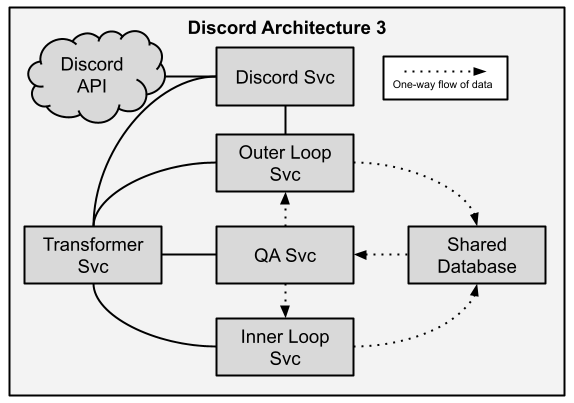 Discord Architecture 3
Discord
API
Discord Svc
One-way flow of data
Outer Loop
Svc
Transformer
Svc
QA Svc
Shared
Database
Inner Loop
Svc